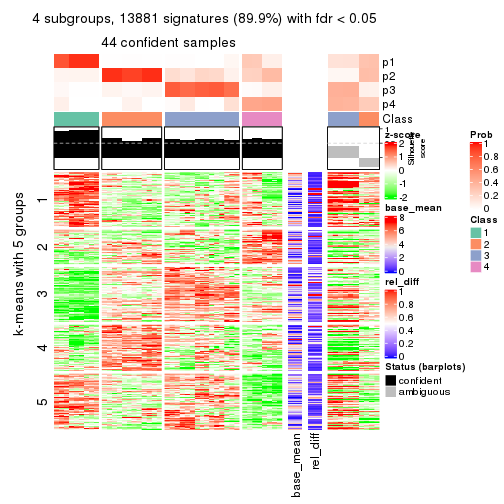 4 subgroups, 13881 signatures (89.9%) with fdr < 0.05
44 confident samples
p1
p2
p3
p4
Class
1
Silhouette
score
z-score
2
1
0
-1
-2
base_mean
8
6
4
2
0
rel_diff
1
0.8
0.6
0.4
0.2
0
Status (barplots)
confident
ambiguous
Prob
1
0.8
0.6
0.4
0.2
0
Class
1
2
3
4
k-means with 5 groups
1
2
3
4
5
base_mean
rel_diff